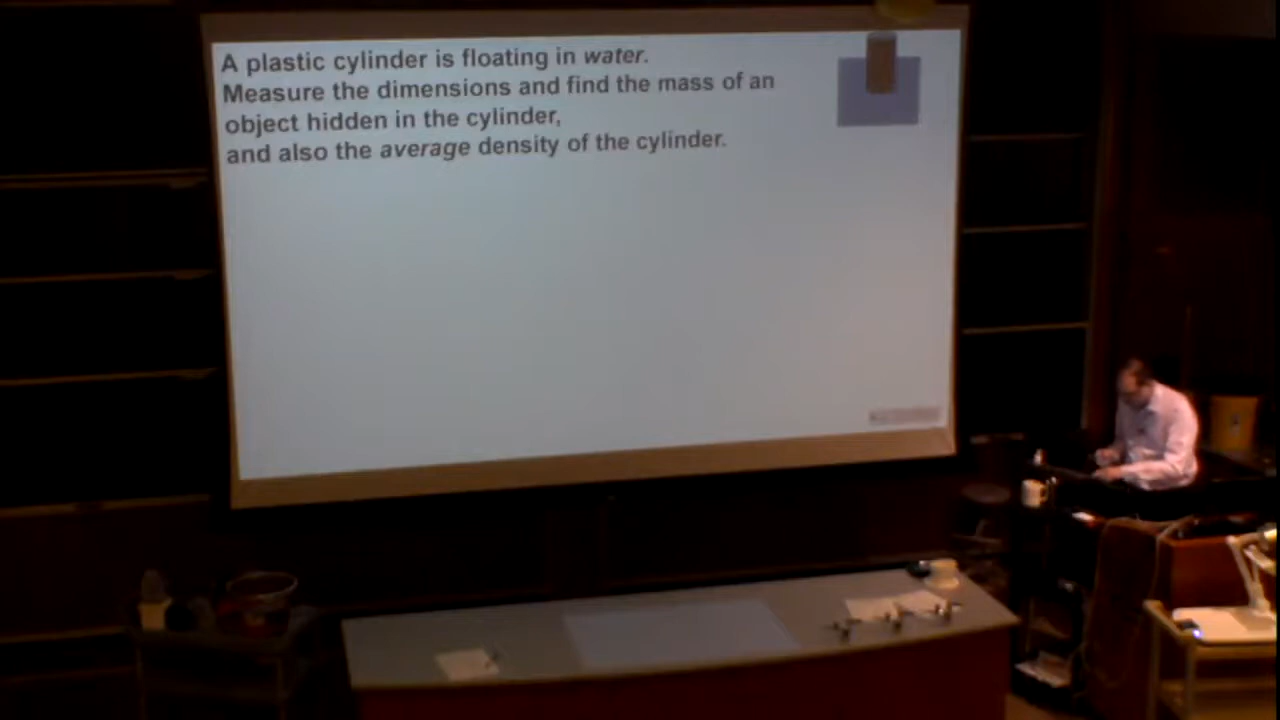 A plastic cylinder is floating in water.
Measure the dimensions and find the mass of an
object hidden in the cylinder,
and also the average density of the cylinder.